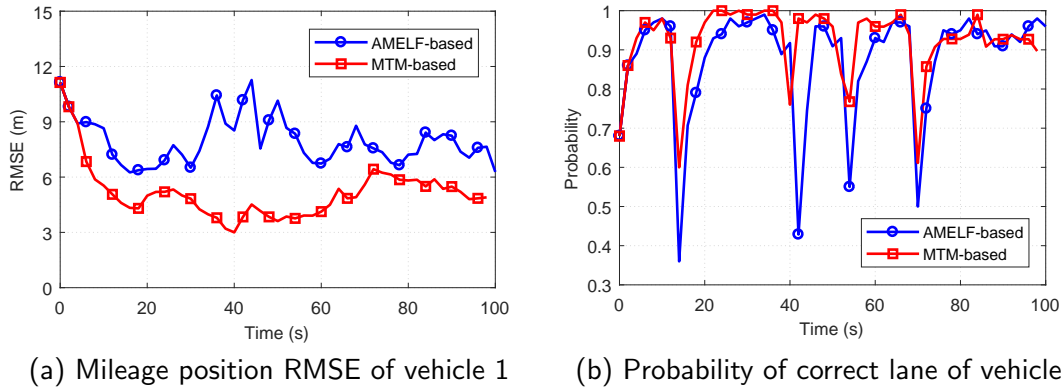 15
12
9
6
3
0
RMSE (m)
0 20 40 60 80 100
Time (s)
AMELF-based
MTM-based
(a) Mileage position RMSE of vehicle 1
1
0.9
0.8
0.7
0.6
0.5
0.4
0.3
Probability
0 20 40 60 80 100
Time (s)
AMELF-based
MTM-based
(b) Probability of correct lane of vehicle